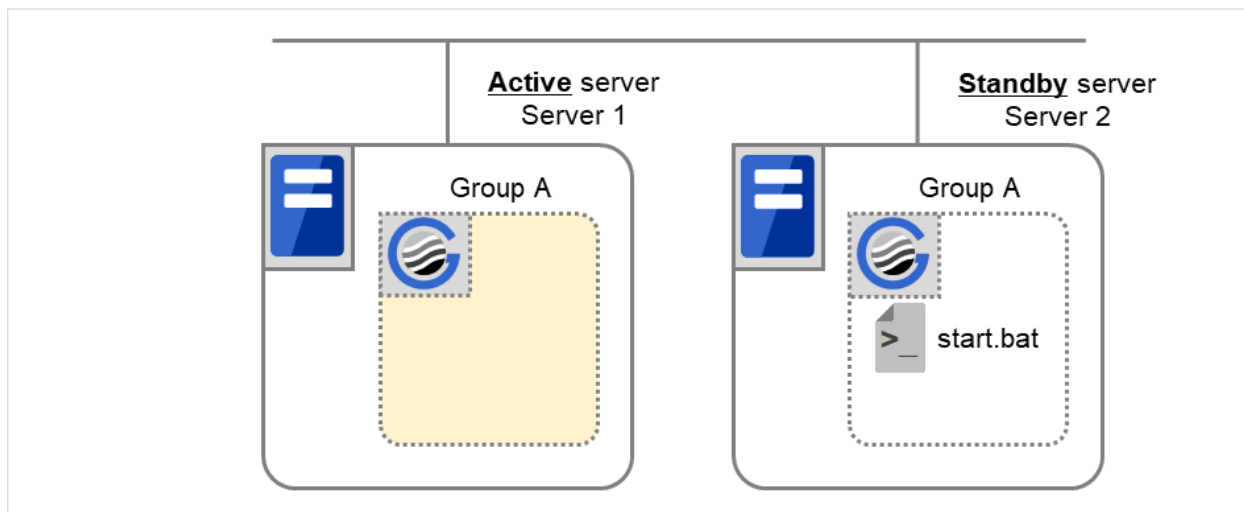 Active server
Server 1
Standby server
Server 2
Group A
Group A
>_ start.bat